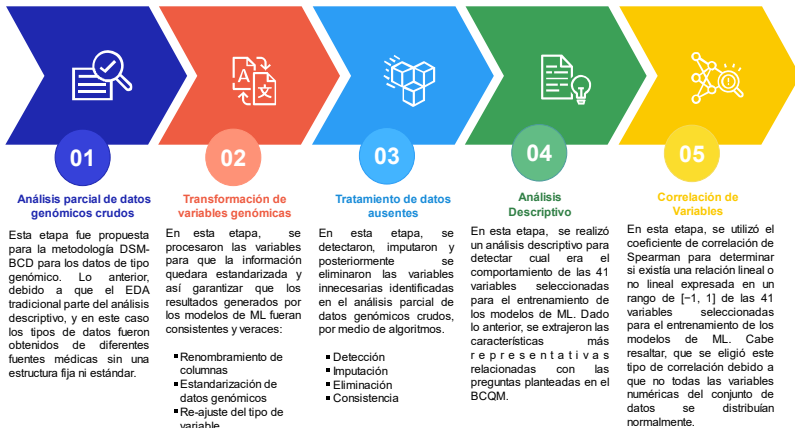 01
Análisis parcial de datos
genómicos crudos
Esta etapa fue propuesta
para la metodología DSM-
BCD para los datos de tipo
genómico. Lo anterior,
debido a que el EDA
tradicional parte del análisis
descriptivo, y en este caso
los tipos de datos fueron
obtenidos de diferentes
fuentes médicas sin una
estructura fija ni estándar.
02
Transformación de
variables genómicas
En esta etapa, se
procesaron las variables
para que la información
quedara estandarizada y
así garantizar que los
resultados generados por
los modelos de ML fueran
consistentes y veraces:
▪ Renombramiento de
columnas
▪ Estandarización de
datos genómicos
▪ Re-ajuste del tipo de
variable
03
Tratamiento de datos
ausentes
En esta etapa, se
detectaron, imputaron y
posteriormente se
eliminaron las variables
innecesarias identificadas
en el análisis parcial de
datos genómicos crudos,
por medio de algoritmos.
▪ Detección
▪ Imputación
▪ Eliminación
▪ Consistencia
04
Análisis
Descriptivo
En esta etapa, se realizó
un análisis descriptivo para
detectar cual era el
comportamiento de las 41
variables seleccionadas
para el entrenamiento de
los modelos de ML. Dado
lo anterior, se extrajeron las
características más
representativas
relacionadas con las
preguntas planteadas en el
BCQM.
05
Correlación de
Variables
En esta etapa, se utilizó el
coeficiente de correlación de
Spearman para determinar
si existía una relación lineal o
no lineal expresada en un
rango de [−1, 1] de las 41
variables seleccionadas
para el entrenamiento de los
modelos de ML. Cabe
resaltar, que se eligió este
tipo de correlación debido a
que no todas las variables
numéricas del conjunto de
datos se distribuían
normalmente.